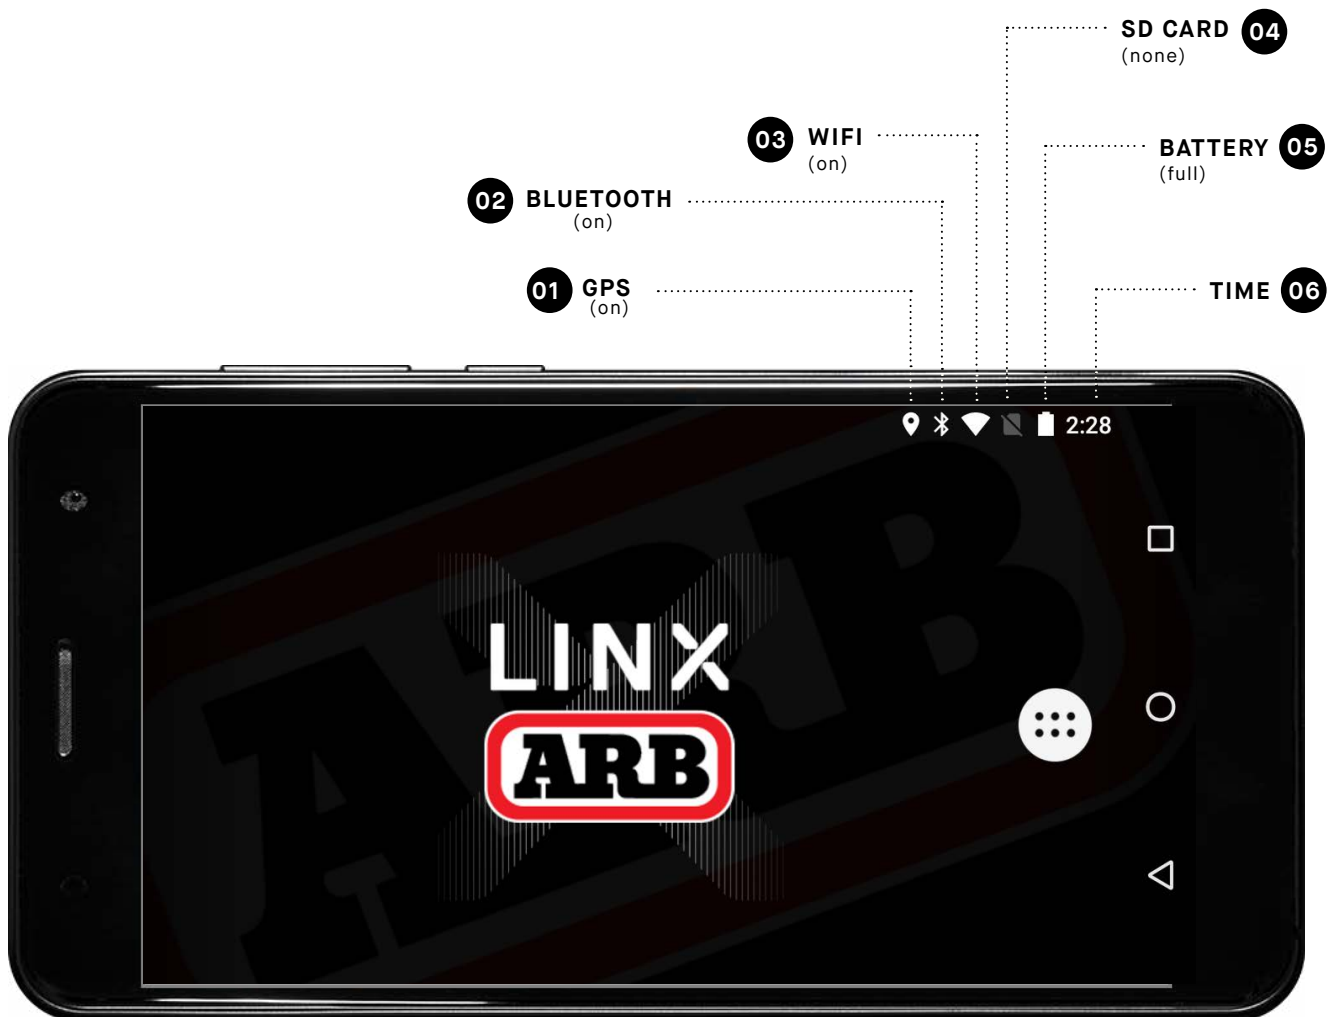 SD CARD 04
(none)
03 WIFI
(on)
BATTERY 05
(full)
02 BLUETOOTH
(on)
01 GPS
(on)
TIME 06
2:28
LINX
ARB
ARB